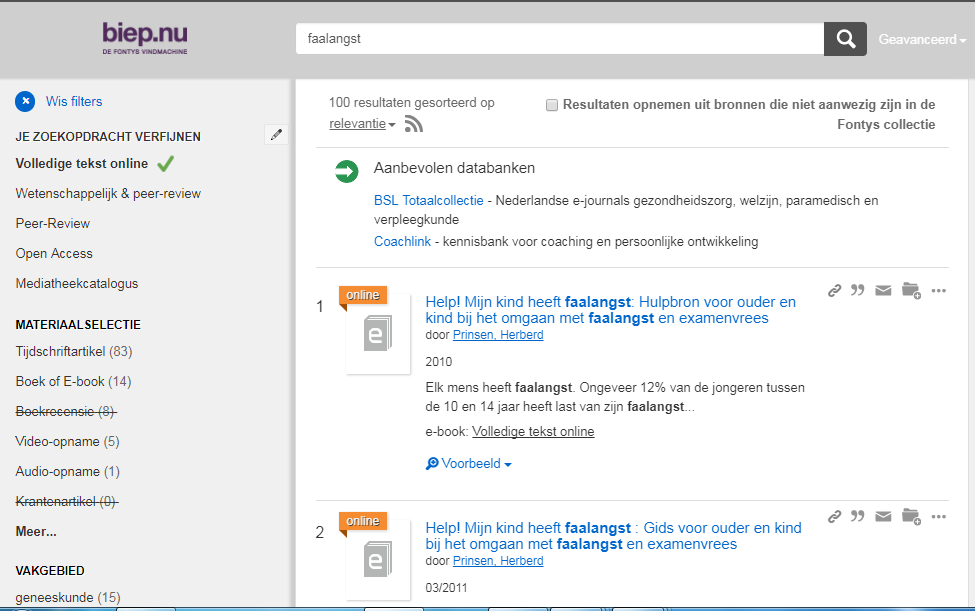 biep.nu
DE FONTYS VINDMACHINE
faalangst
Geavanceerd
Wis filters
JE ZOEKOPDRACHT VERFIJNEN
Volledige tekst online
Wetenschappelijk & peer-review
Peer-Review
Open Access
Mediatheekcatalogus
MATERIAALSELECTIE
Tijdschriftartikel (83)
Boek of E-book (14)
Boekrecensie (8)
Video-opname (5)
Audio-opname (1)
Krantenartikel (0)
Meer...
VAKGEBIED
geneeskunde (15)
100 resultaten gesorteerd op
relevantie
Resultaten opnemen uit bronnen die niet aanwezig zijn in de
Fontys collectie
Aanbevolen databanken
BSL Totaalcollectie - Nederlandse e-journals gezondheidszorg, welzijn, paramedisch en
verpleegkunde
Coachlink - kennisbank voor coaching en persoonlijke ontwikkeling
1
online
e
Help! Mijn kind heeft faalangst: Hulpbron voor ouder en
kind bij het omgaan met faalangst en examenvrees
door Prinsen, Herberd
2010
Elk mens heeft faalangst. Ongeveer 12% van de jongeren tussen
de 10 en 14 jaar heeft last van zijn faalangst...
e-book: Volledige tekst online
Voorbeeld
2
online
e
Help! Mijn kind heeft faalangst : Gids voor ouder en kind
bij het omgaan met faalangst en examenvrees
door Prinsen, Herberd
03/2011